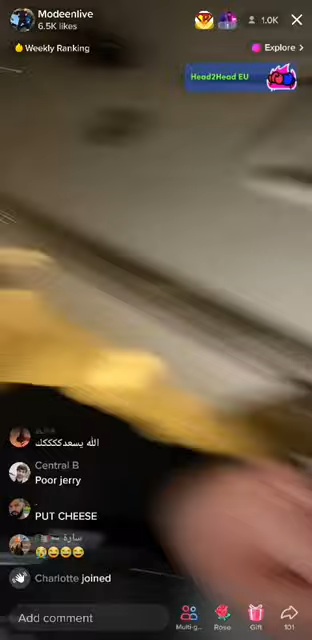 Modeenlive
6.5K likes
1.0K
Weekly Ranking
Explore >
Head2Head EU
الله يسعدككككك
Central B
Poor jerry
PUT CHEESE
سارة
Charlotte joined
Add comment
Multi-g...
Rose
Gift
101